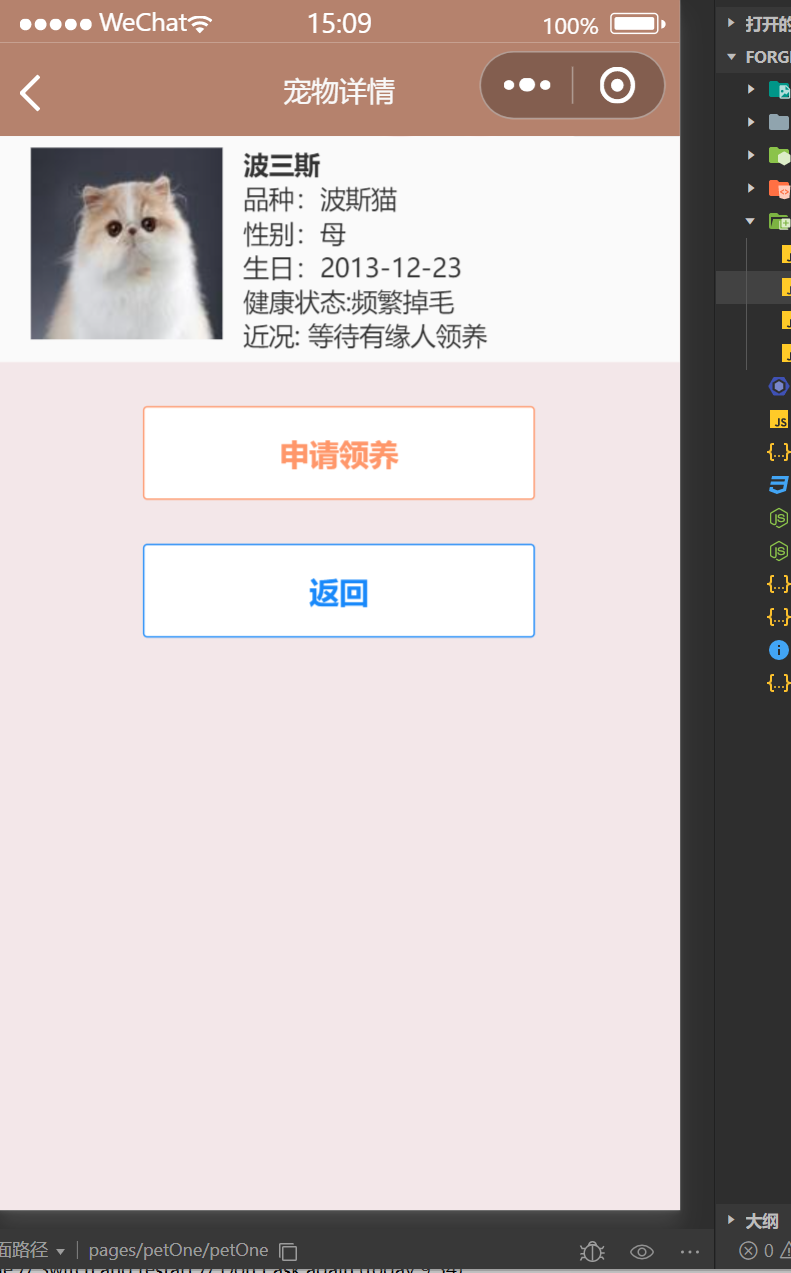 ●●●●● WeChat 15:09 100%
宠物详情
波三斯
品种：波斯猫
性别：母
生日：2013-12-23
健康状态:频繁掉毛
近况: 等待有缘人领养
申请领养
返回
打开的
FORG
JS
{..}
JS
JS
{..}
{..}
{..}
大纲
面路径 pages/petOne/petOne
0